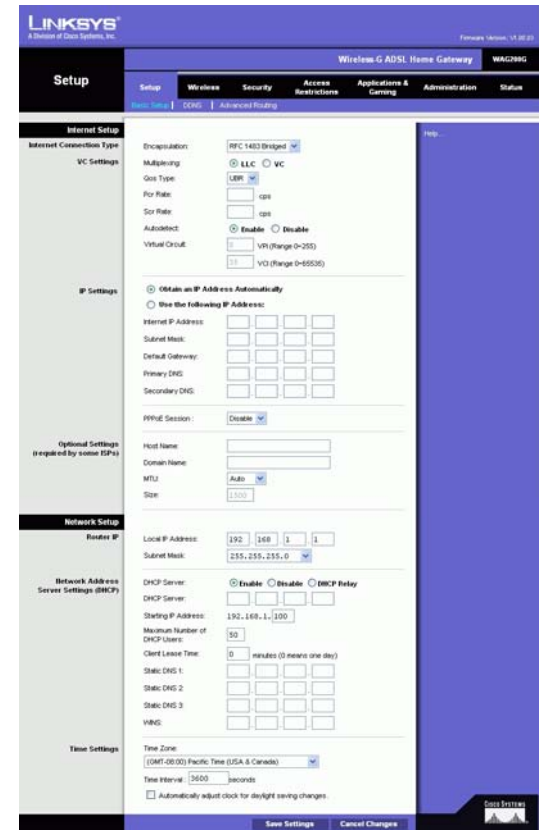 LINKSYS®
A Division of Cisco Systems, Inc.
Firmware Version: V1.00.20
Wireless-G ADSL Home Gateway WAG200G
Setup
Setup Wireless Security Access Restrictions Applications & Gaming Administration Status
Basic Setup DDNS Advanced Routing
Internet Setup
Help...
Internet Connection Type
Encapsulation: RFC 1483 Bridged
VC Settings
Multiplexing: LLC VC
Qos Type: UBR
Pcr Rate: cps
Scr Rate: cps
Autodetect: Enable Disable
Virtual Circuit: 0 VPI (Range 0~255)
35 VCI (Range 0~65535)
IP Settings
Obtain an IP Address Automatically
Use the following IP Address:
Internet IP Address:
Subnet Mask:
Default Gateway:
Primary DNS:
Secondary DNS:
PPPoE Session : Disable
Optional Settings
(required by some ISPs)
Host Name:
Domain Name:
MTU: Auto
Size: 1500
Network Setup
Router IP
Local IP Address: 192 . 168 . 1 . 1
Subnet Mask: 255.255.255.0
Network Address
Server Settings (DHCP)
DHCP Server: Enable Disable DHCP Relay
DHCP Server:
Starting IP Address: 192.168.1. 100
Maximum Number of
DHCP Users: 50
Client Lease Time: 0 minutes (0 means one day)
Static DNS 1:
Static DNS 2:
Static DNS 3:
WINS:
Time Settings
Time Zone:
(GMT-08:00) Pacific Time (USA & Canada)
Time Interval : 3600 seconds
Automatically adjust clock for daylight saving changes.
Save Settings Cancel Changes
Cisco Systems